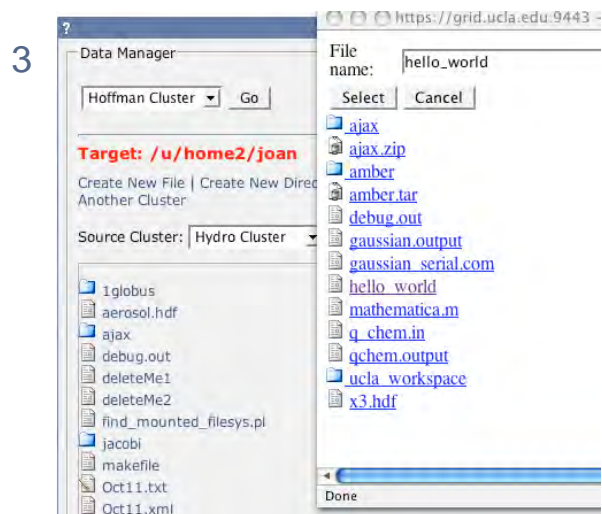 3
?
Data Manager
Hoffman Cluster Go
Target: /u/home2/joan
Create New File | Create New Direc
Another Cluster
Source Cluster: Hydro Cluster
1globus
aerosol.hdf
ajax
debug.out
deleteMe1
deleteMe2
find_mounted_filesys.pl
jacobi
makefile
Oct11.txt
Oct11.xml
https://grid.ucla.edu:9443 -
File name: hello_world
Select Cancel
ajax
ajax.zip
amber
amber.tar
debug.out
gaussian.output
gaussian_serial.com
hello_world
mathematica.m
q_chem.in
qchem.output
ucla_workspace
x3.hdf
Done